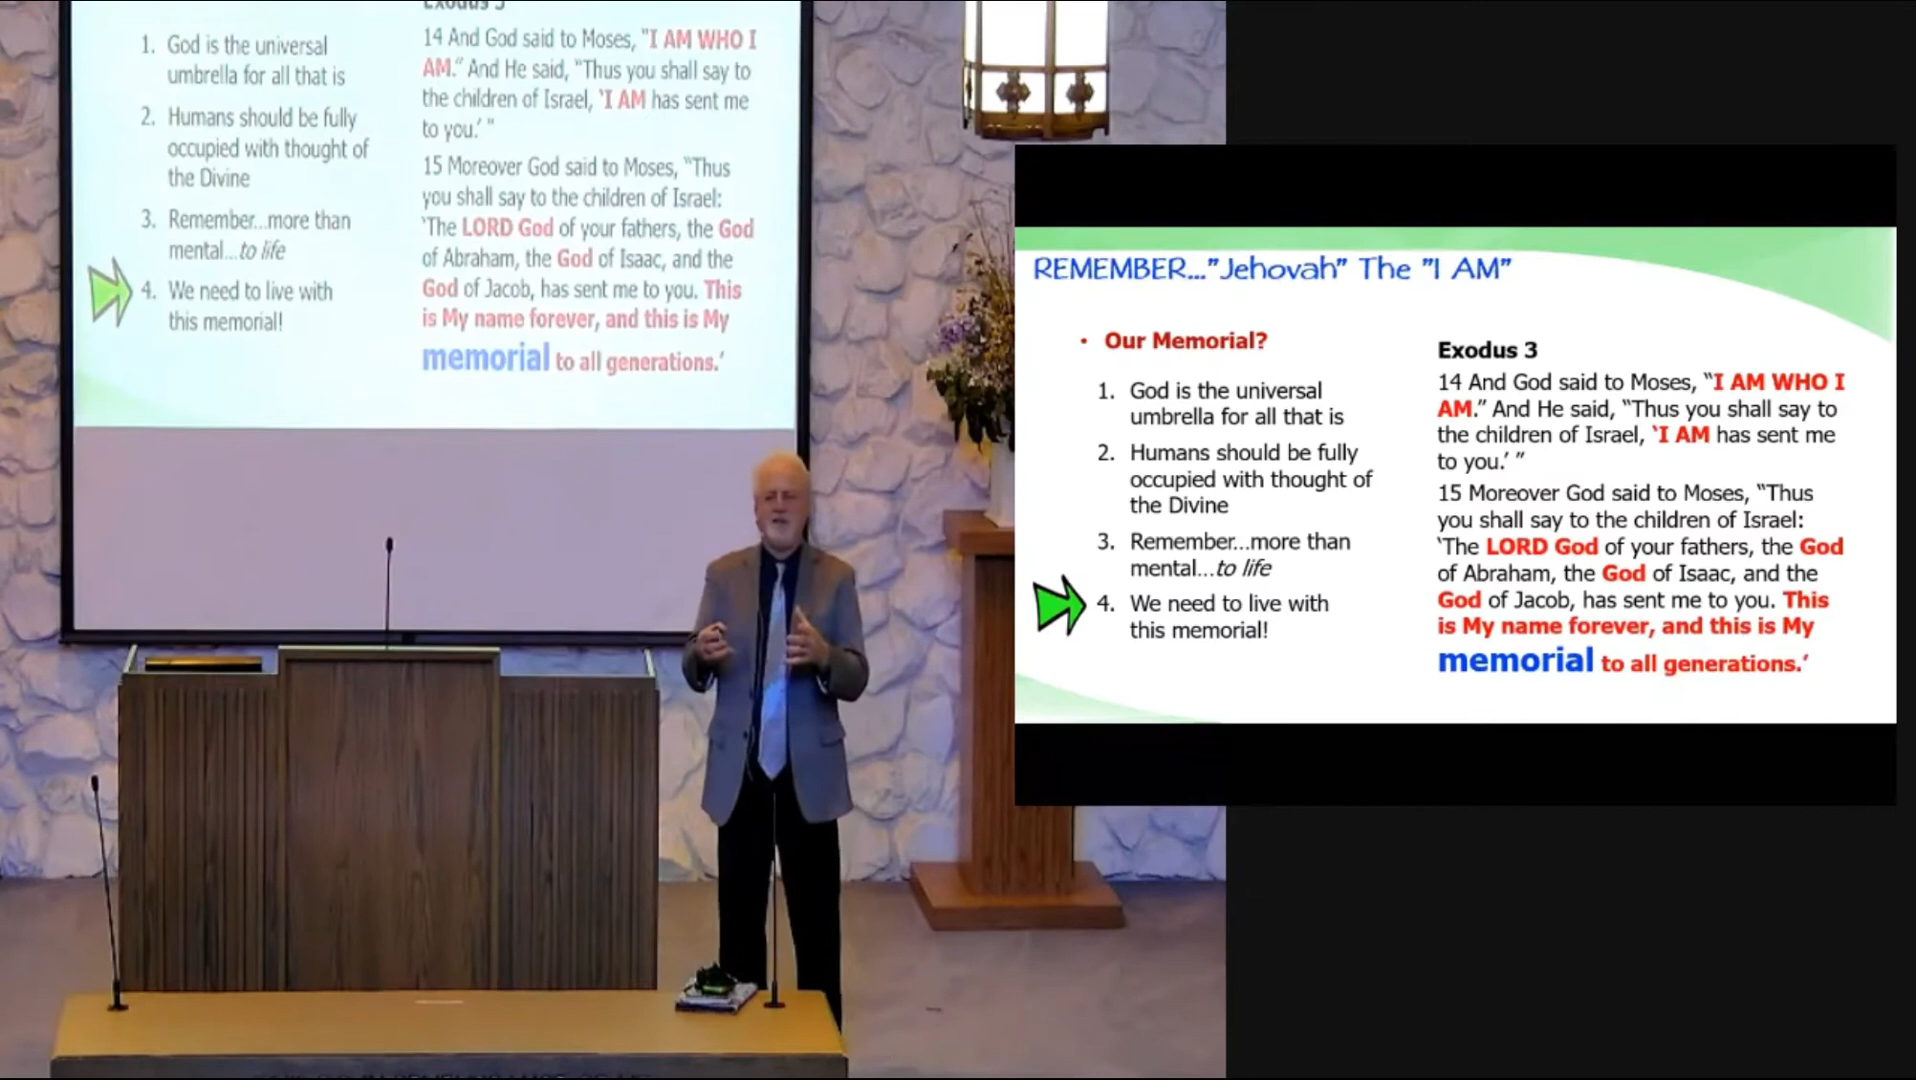 Exodus 3
1. God is the universal
umbrella for all that is
2. Humans should be fully
occupied with thought of
the Divine
3. Remember...more than
mental...to life
4. We need to live with
this memorial!
14 And God said to Moses, "I AM WHO I
AM." And He said, "Thus you shall say to
the children of Israel, 'I AM has sent me
to you.' "
15 Moreover God said to Moses, "Thus
you shall say to the children of Israel:
'The LORD God of your fathers, the God
of Abraham, the God of Isaac, and the
God of Jacob, has sent me to you. This
is My name forever, and this is My
memorial to all generations.'
REMEMBER..."Jehovah" The "I AM"
• Our Memorial?
1. God is the universal
umbrella for all that is
2. Humans should be fully
occupied with thought of
the Divine
3. Remember...more than
mental...to life
4. We need to live with
this memorial!
Exodus 3
14 And God said to Moses, "I AM WHO I
AM." And He said, "Thus you shall say to
the children of Israel, 'I AM has sent me
to you.' "
15 Moreover God said to Moses, "Thus
you shall say to the children of Israel:
'The LORD God of your fathers, the God
of Abraham, the God of Isaac, and the
God of Jacob, has sent me to you. This
is My name forever, and this is My
memorial to all generations.'